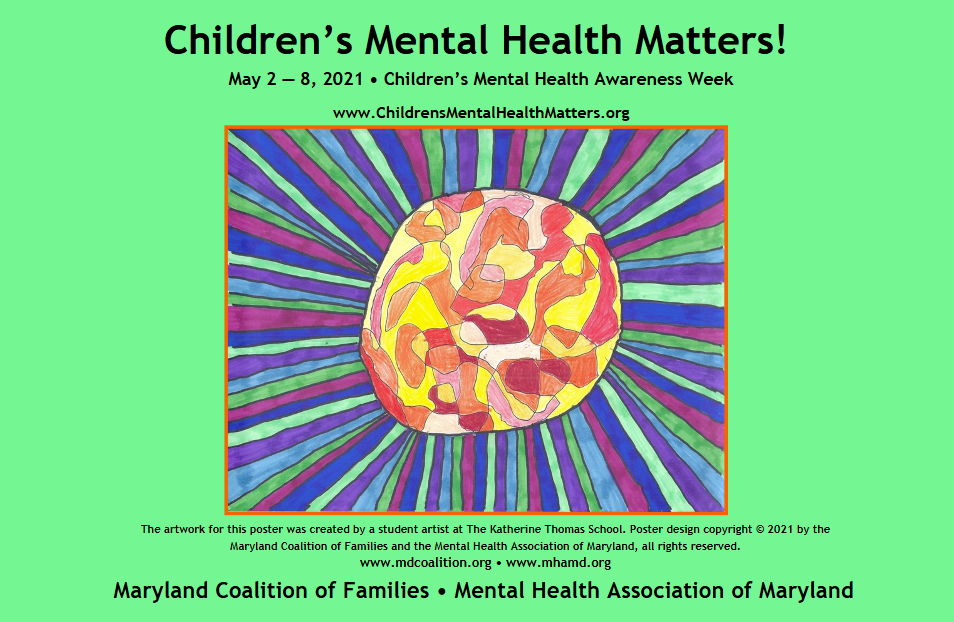 Children’s Mental Health Matters!
May 2 — 8, 2021 • Children’s Mental Health Awareness Week
www.ChildrensMentalHealthMatters.org
The artwork for this poster was created by a student artist at The Katherine Thomas School. Poster design copyright © 2021 by the
Maryland Coalition of Families and the Mental Health Association of Maryland, all rights reserved.
www.mdcoalition.org • www.mhamd.org
Maryland Coalition of Families • Mental Health Association of Maryland